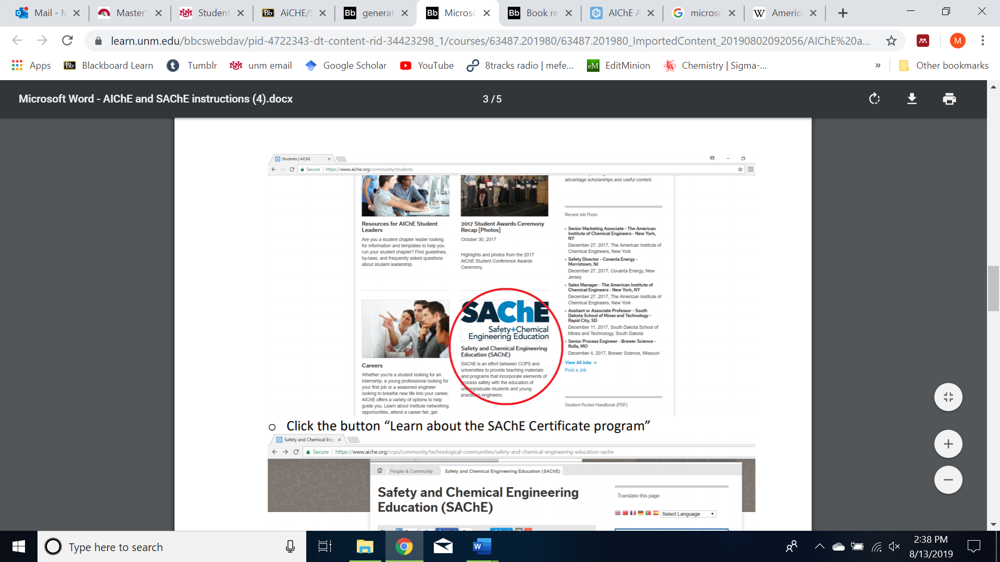 Mail - M
Master'
Student
AiCHE/S
generat
Microso
Book re
AIChE A
microsc
America
learn.unm.edu/bbcswebdav/pid-4722343-dt-content-rid-34423298_1/courses/63487.201980/63487.201980_ImportedContent_20190802092056/AIChE%20a...
M
Apps
Blackboard Learn
Tumblr
unm email
Google Scholar
YouTube
8tracks radio | mefe...
EditMinion
Chemistry | Sigma-...
»
Other bookmarks
Microsoft Word - AIChE and SAChE instructions (4).docx
3 / 5
Students | AIChE
Secure
https://www.aiche.org/community/students
Resources for AIChE Student
Leaders
Are you a student chapter leader looking
for information and templates to help you
run your student chapter? Find guidelines,
by-laws, and frequently asked questions
about student leadership.
2017 Student Awards Ceremony
Recap [Photos]
October 30, 2017
Highlights and photos from the 2017
AIChE Student Conference Awards
Ceremony.
advantage scholarships and useful content.
Recent Job Posts
Senior Marketing Associate - The American
Institute of Chemical Engineers - New York,
NY
December 27, 2017, The American Institute of
Chemical Engineers, New York
Safety Director - Covanta Energy -
Morristown, NJ
December 27, 2017, Covanta Energy, New
Jersey
Sales Manager - The American Institute of
Chemical Engineers - New York, NY
December 27, 2017, The American Institute of
Chemical Engineers, New York
Assitant or Associate Professor - South
Dakota School of Mines and Technology -
Rapid City, SD
December 11, 2017, South Dakota School of
Mines and Technology, South Dakota
Senior Process Engineer - Brewer Science -
Rolla, MO
December 4, 2017, Brewer Science, Missouri
View All Jobs →
Post a Job
Student Pocket Handbook (PDF)
Careers
Whether you're a student looking for an
internship, a young professional looking for
your first job or a seasoned engineer
looking to breathe new life into your career,
AIChE offers a variety of options to help
guide you. Learn about institute networking
opportunities, attend a career fair, get
SAChE
Safety+Chemical
Engineering Education
Safety and Chemical Engineering
Education (SAChE)
SAChE is an effort between CCPS and
universities to provide teaching materials
and programs that incorporate elements of
process safety with the education of
undergraduate students and young
practicing engineers.
o Click the button “Learn about the SAChE Certificate program”
Safety and Chemical Eng
Secure
https://www.aiche.org/ccps/community/technological-communities/safety-and-chemical-engineering-education-sache
People & Community
Safety and Chemical Engineering Education (SAChE)
Safety and Chemical Engineering
Education (SAChE)
Translate this page
Select Language
Type here to search
2:38 PM
8/13/2019